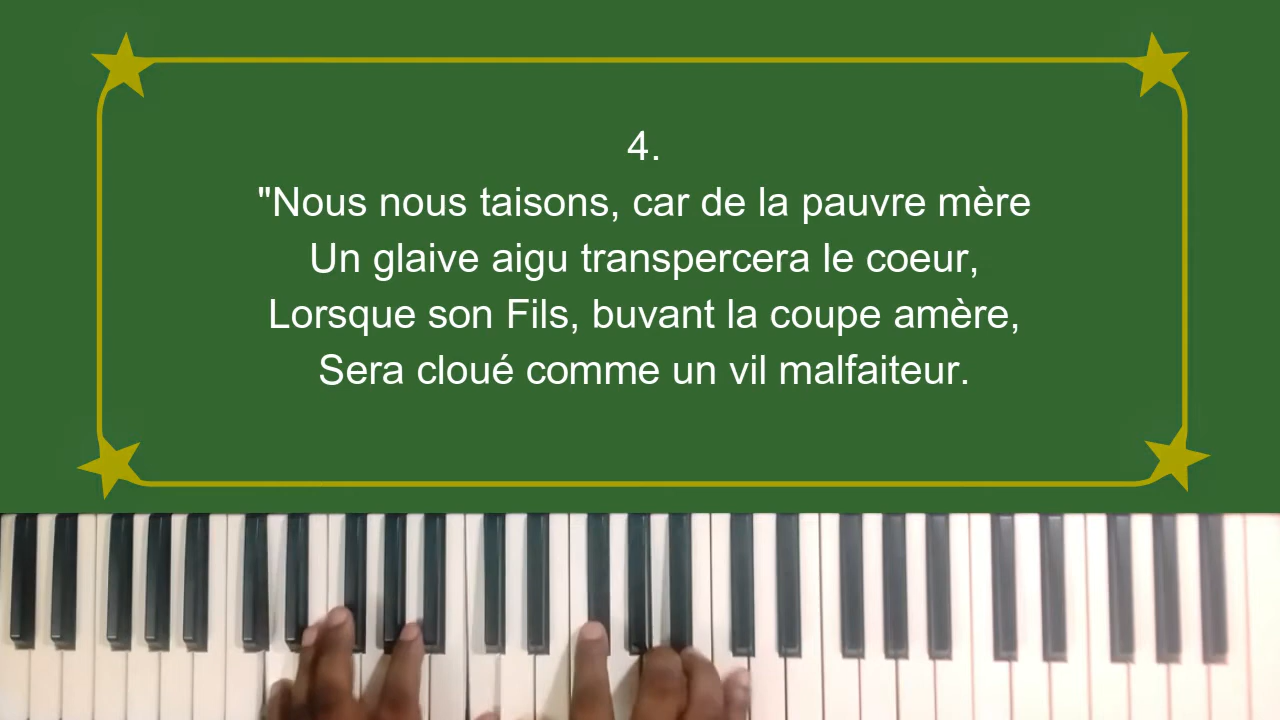 4.
"Nous nous taisons, car de la pauvre mère
Un glaive aigu transpercera le coeur,
Lorsque son Fils, buvant la coupe amère,
Sera cloué comme un vil malfaiteur.